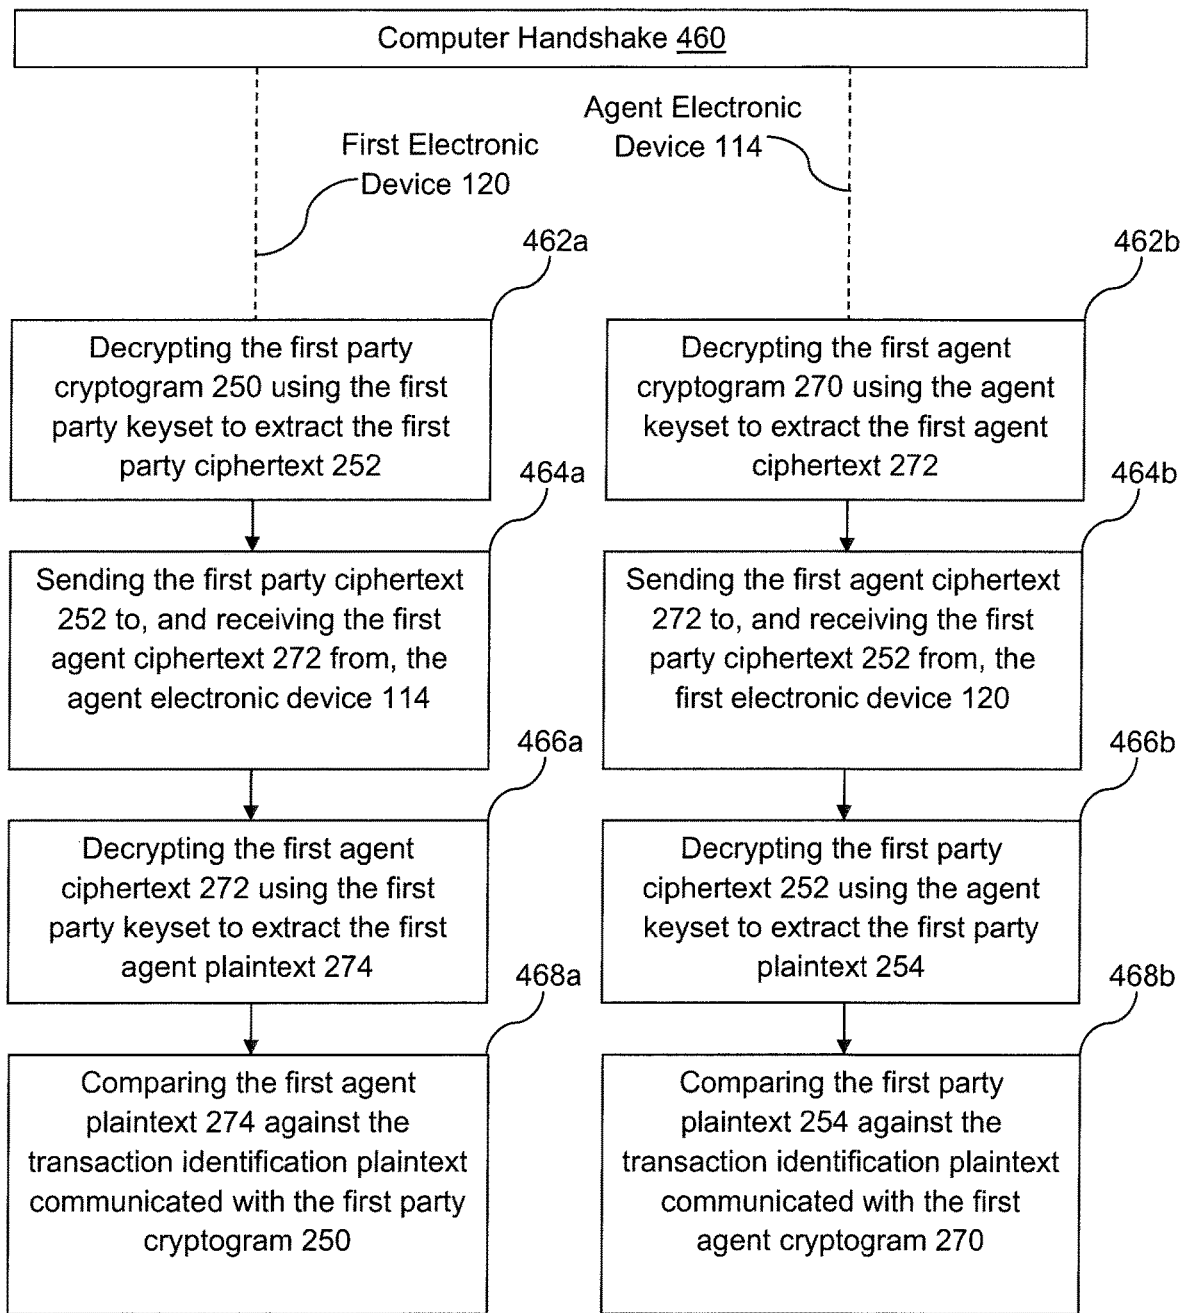 Computer Handshake 460
Agent Electronic
Device 114
First Electronic
Device 120
462a
462b
Decrypting the first party
cryptogram 250 using the first
party keyset to extract the first
party ciphertext 252
Decrypting the first agent
cryptogram 270 using the agent
keyset to extract the first agent
ciphertext 272
464a
464b
Sending the first party ciphertext
252 to, and receiving the first
agent ciphertext 272 from, the
agent electronic device 114
Sending the first agent ciphertext
272 to, and receiving the first
party ciphertext 252 from, the
first electronic device 120
466a
466b
Decrypting the first agent
ciphertext 272 using the first
party keyset to extract the first
agent plaintext 274
Decrypting the first party
ciphertext 252 using the agent
keyset to extract the first party
plaintext 254
468a
468b
Comparing the first agent
plaintext 274 against the
transaction identification plaintext
communicated with the first party
cryptogram 250
Comparing the first party
plaintext 254 against the
transaction identification plaintext
communicated with the first
agent cryptogram 270